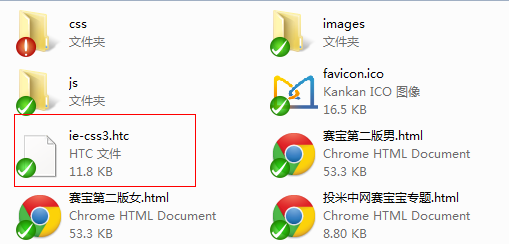 css
文件夹
images
文件夹
js
文件夹
favicon.ico
Kankan ICO 图像
16.5 KB
ie-css3.htc
HTC 文件
11.8 KB
赛宝第二版男.html
Chrome HTML Document
53.3 KB
赛宝第二版女.html
Chrome HTML Document
53.3 KB
投米中网赛宝宝专题.html
Chrome HTML Document
8.80 KB